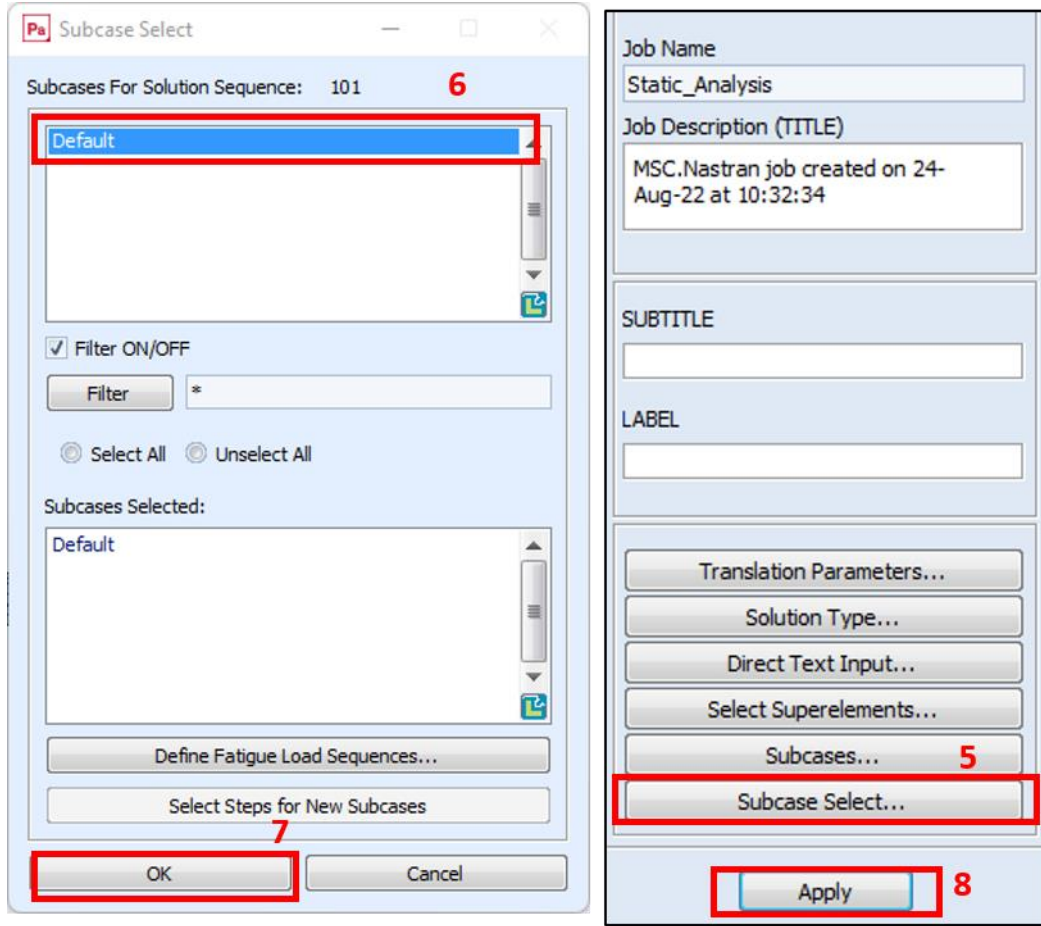 Pa Subcase Select
Subcases For Solution Sequence: 101 6
Default
Filter ON/OFF
Filter *
Select All Unselect All
Subcases Selected:
Default
Define Fatigue Load Sequences...
Select Steps for New Subcases
7
OK Cancel
Job Name
Static_Analysis
Job Description (TITLE)
MSC.Nastran job created on 24-
Aug-22 at 10:32:34
SUBTITLE
LABEL
Translation Parameters...
Solution Type...
Direct Text Input...
Select Superelements...
Subcases... 5
Subcase Select...
Apply 8